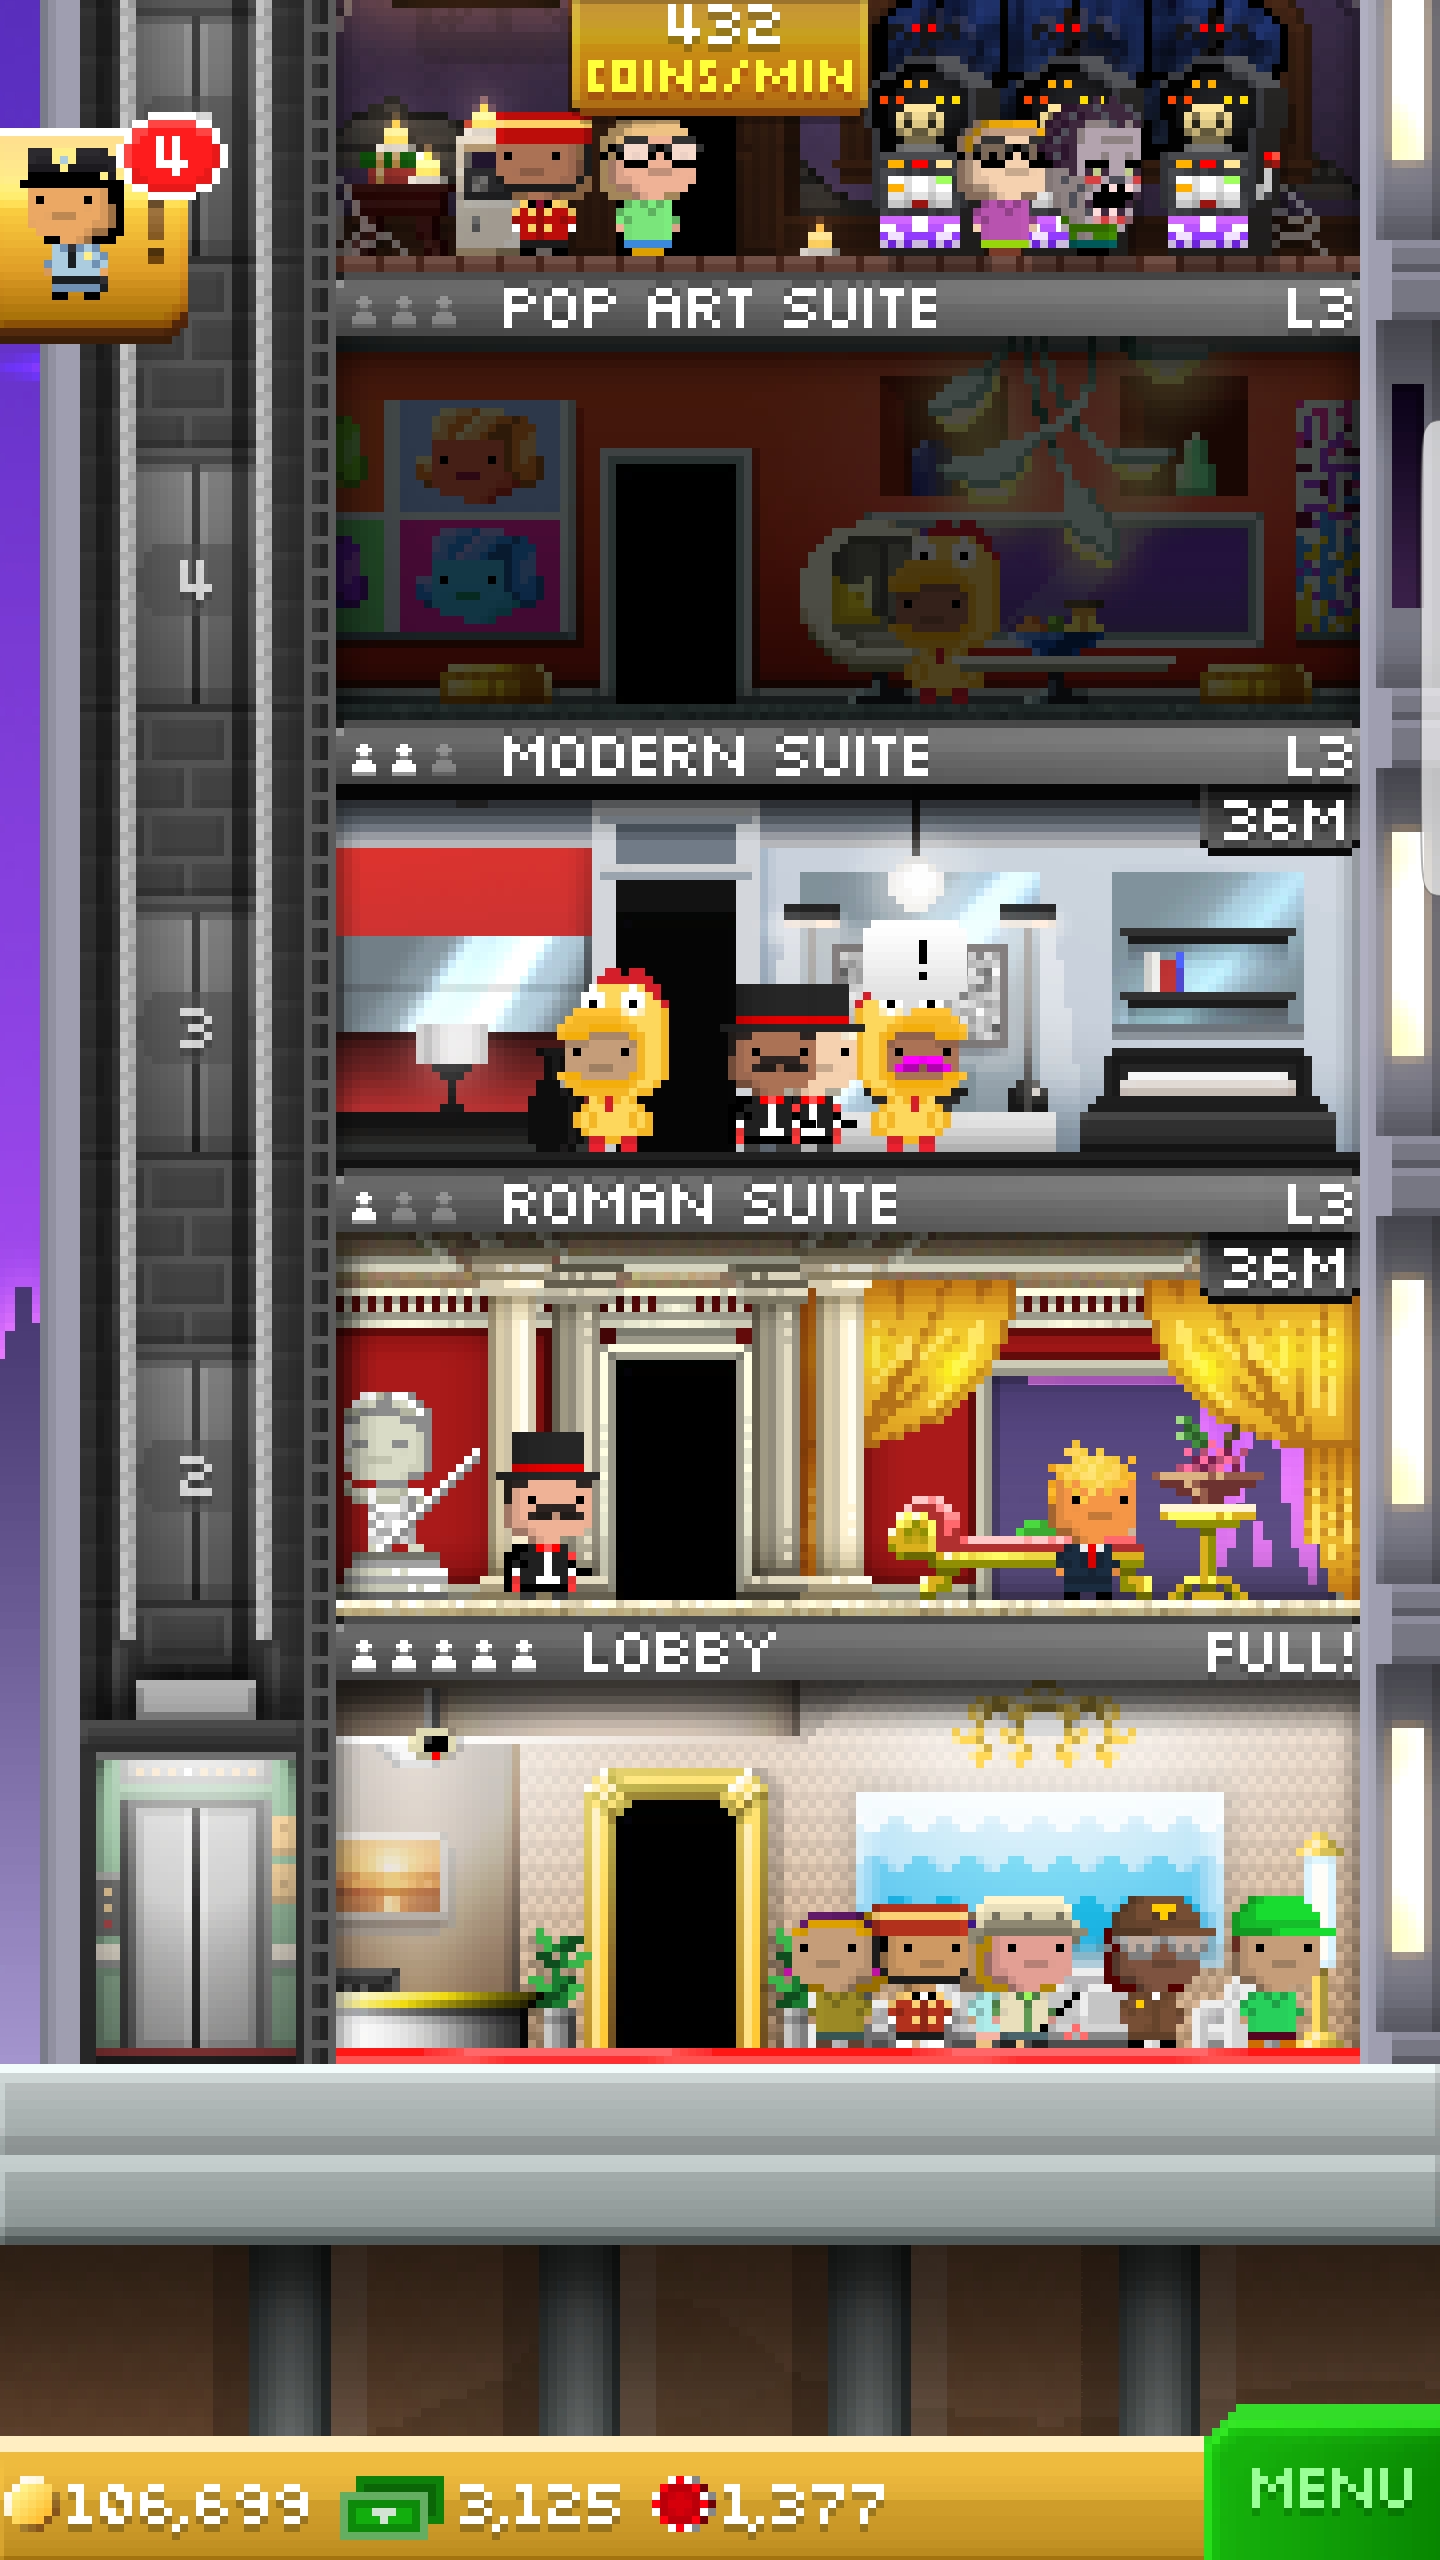 432
COINS/MIN
4
!
POP ART SUITE L3
4
MODERN SUITE L3
36M
!
3
ROMAN SUITE L3
36M
2
LOBBY FULL!
106,699 3,125 1,377
MENU